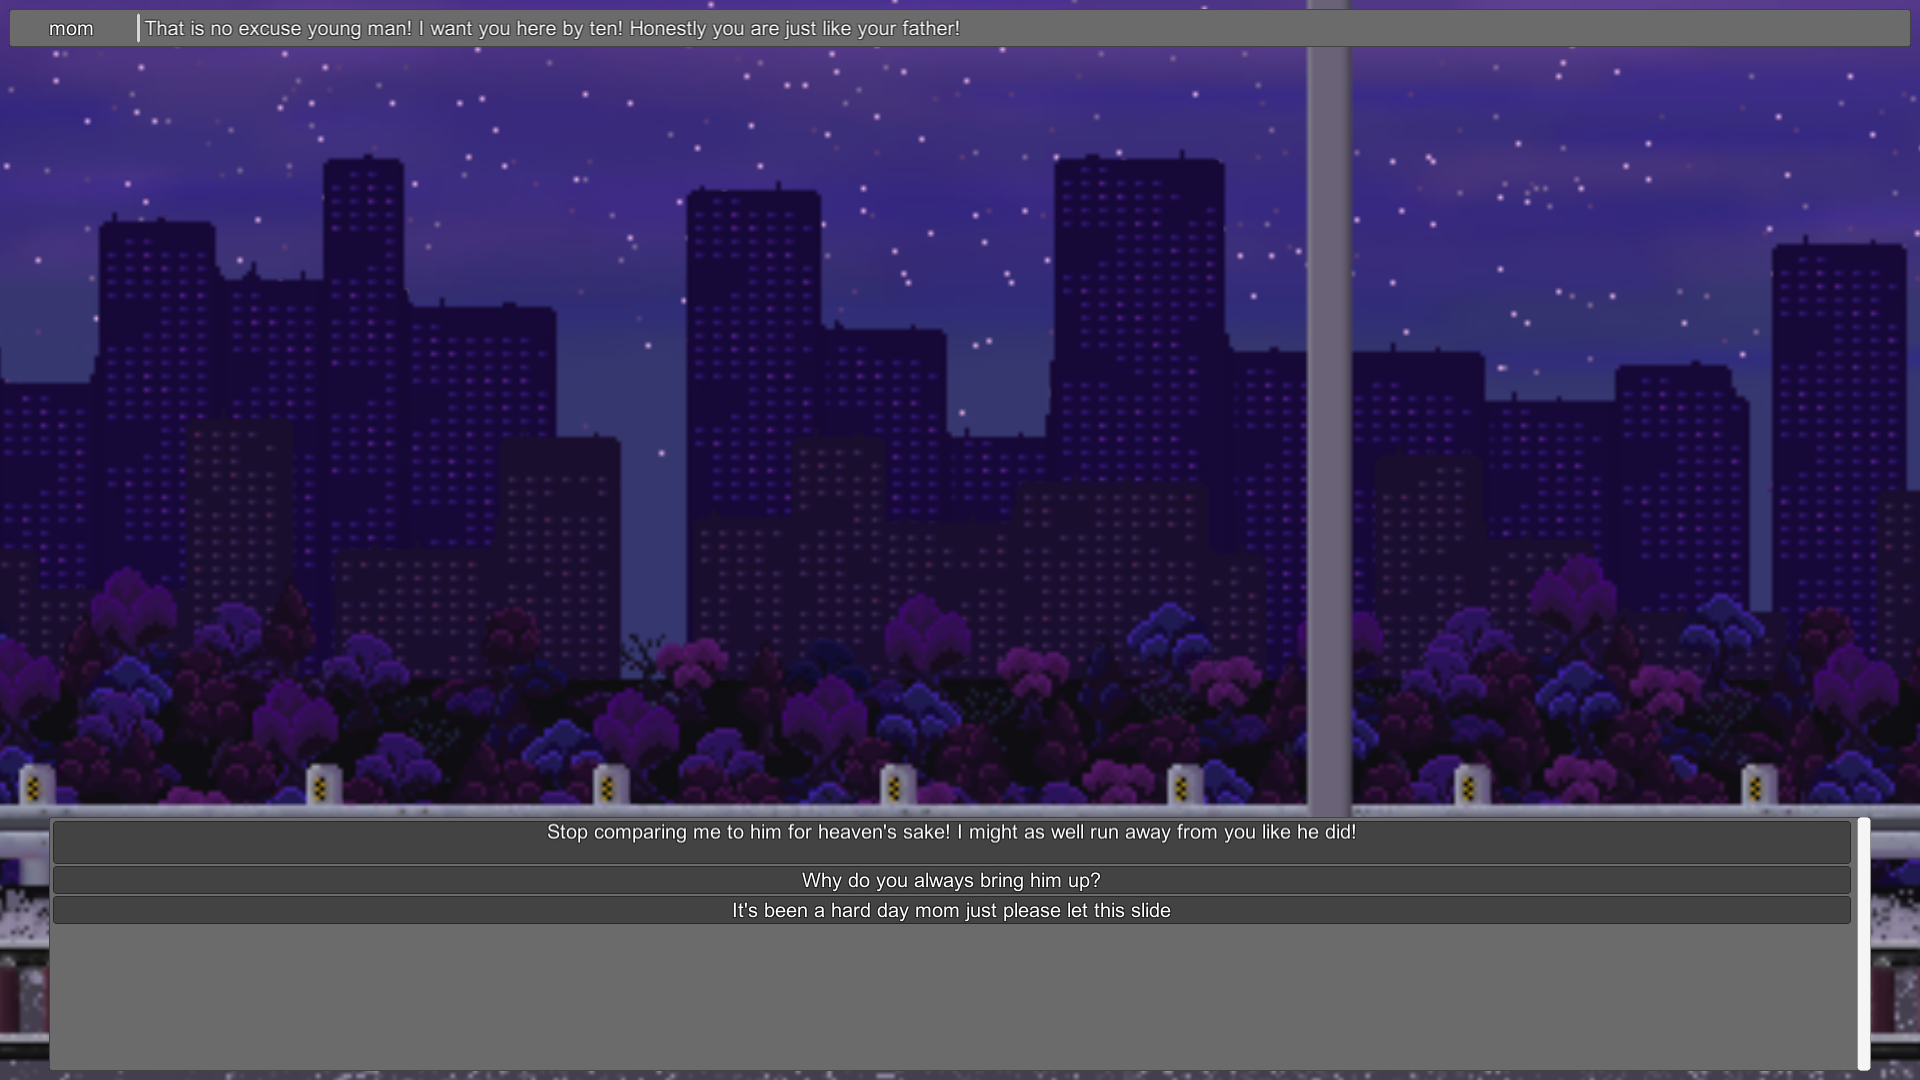 mom
That is no excuse young man! I want you here by ten! Honestly you are just like your father!
Stop comparing me to him for heaven's sake! I might as well run away from you like he did!
Why do you always bring him up?
It's been a hard day mom just please let this slide